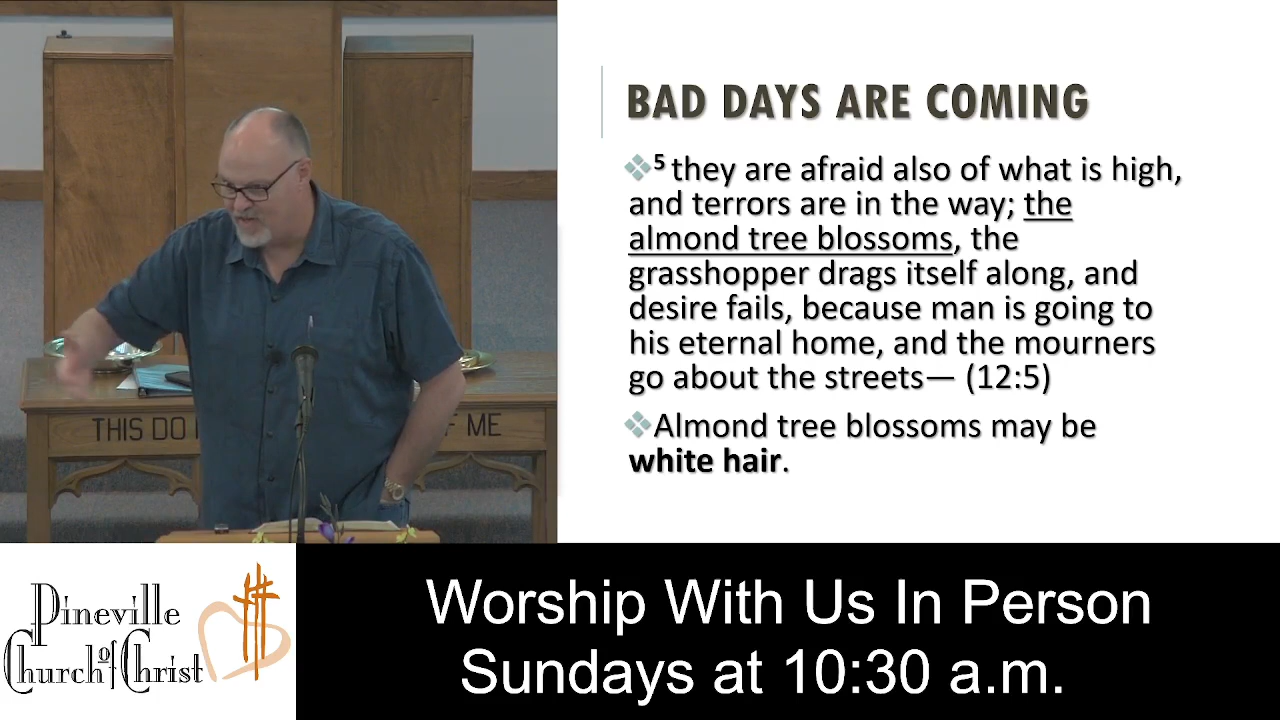 BAD DAYS ARE COMING
5 they are afraid also of what is high,
and terrors are in the way; the
almond tree blossoms, the
grasshopper drags itself along, and
desire fails, because man is going to
his eternal home, and the mourners
go about the streets— (12:5)
Almond tree blossoms may be
white hair.
THIS DO I
F ME
Pineville
Church of Christ
Worship With Us In Person
Sundays at 10:30 a.m.